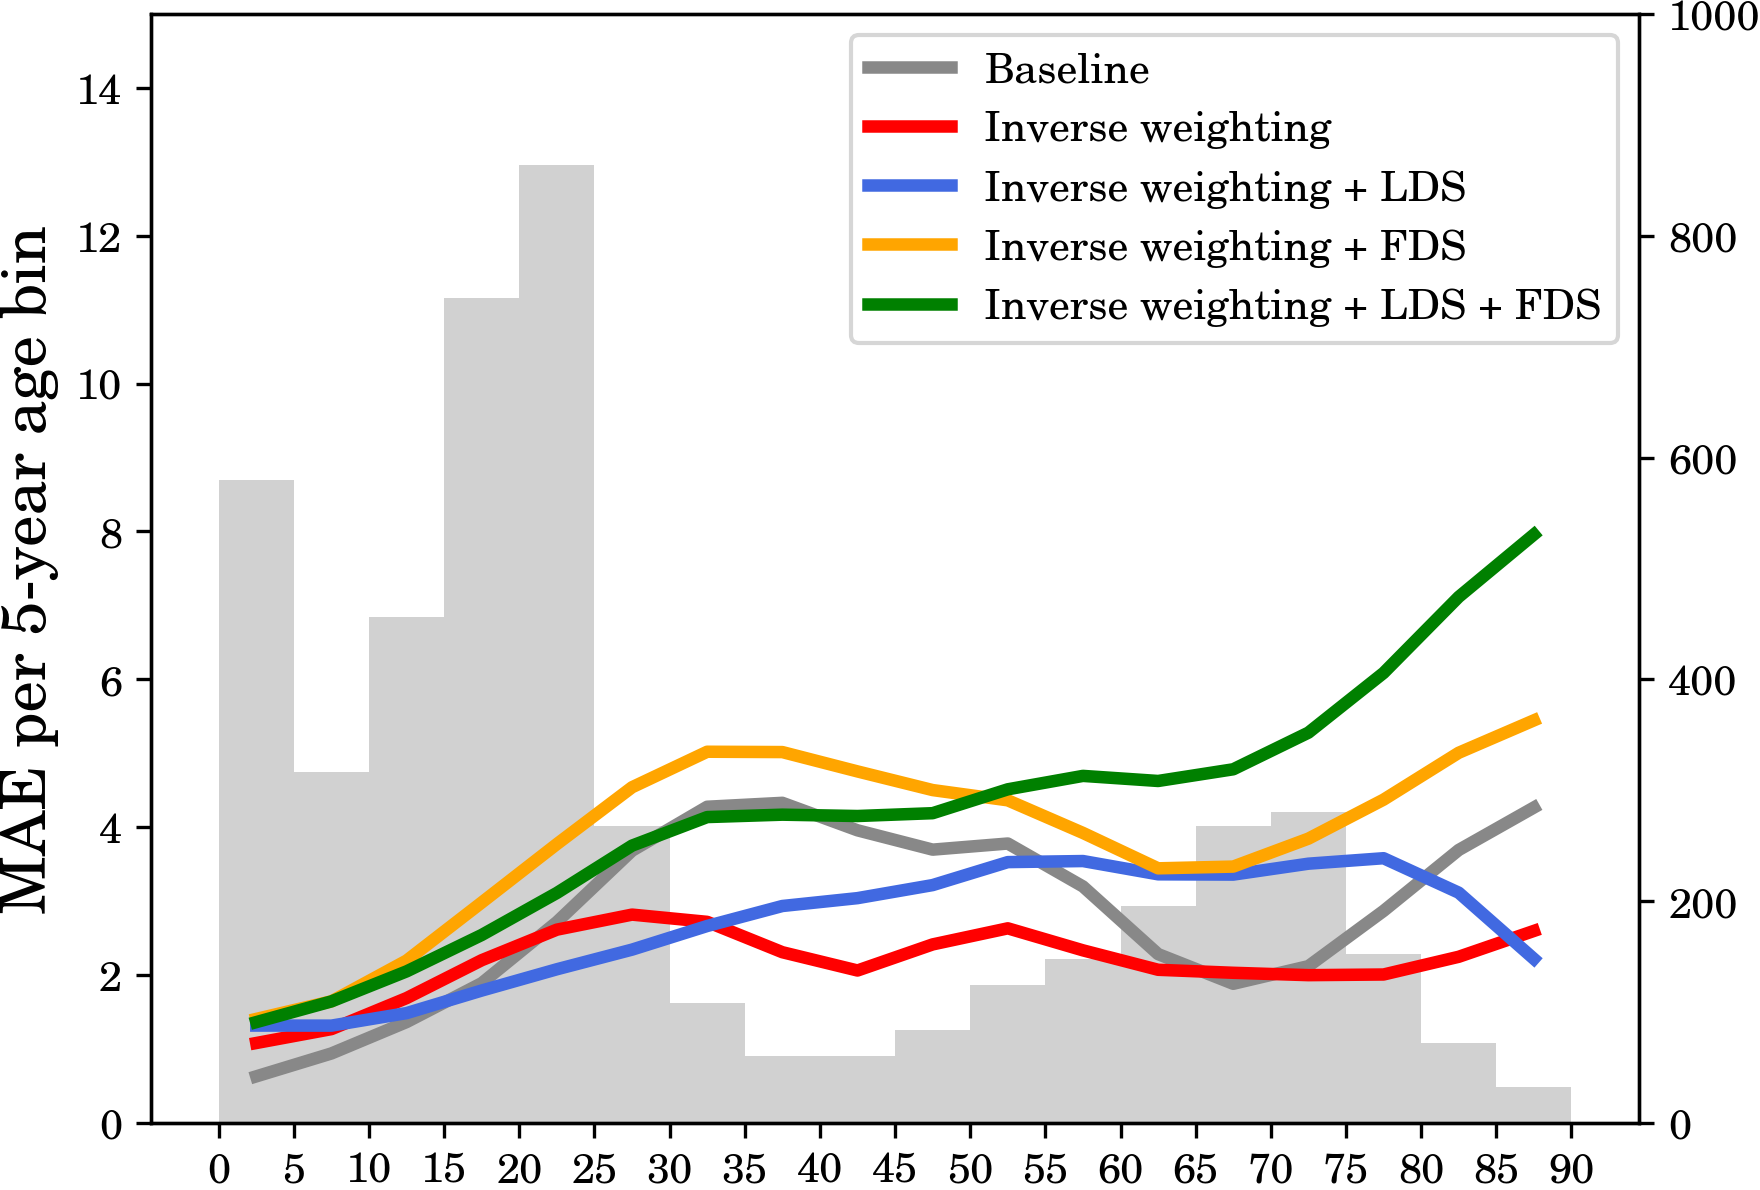 MAE per 5-year age bin
14
12
10
8
6
4
2
0
Baseline
Inverse weighting
Inverse weighting + LDS
Inverse weighting + FDS
Inverse weighting + LDS + FDS
1000
800
600
400
200
0
0 5 10 15 20 25 30 35 40 45 50 55 60 65 70 75 80 85 90